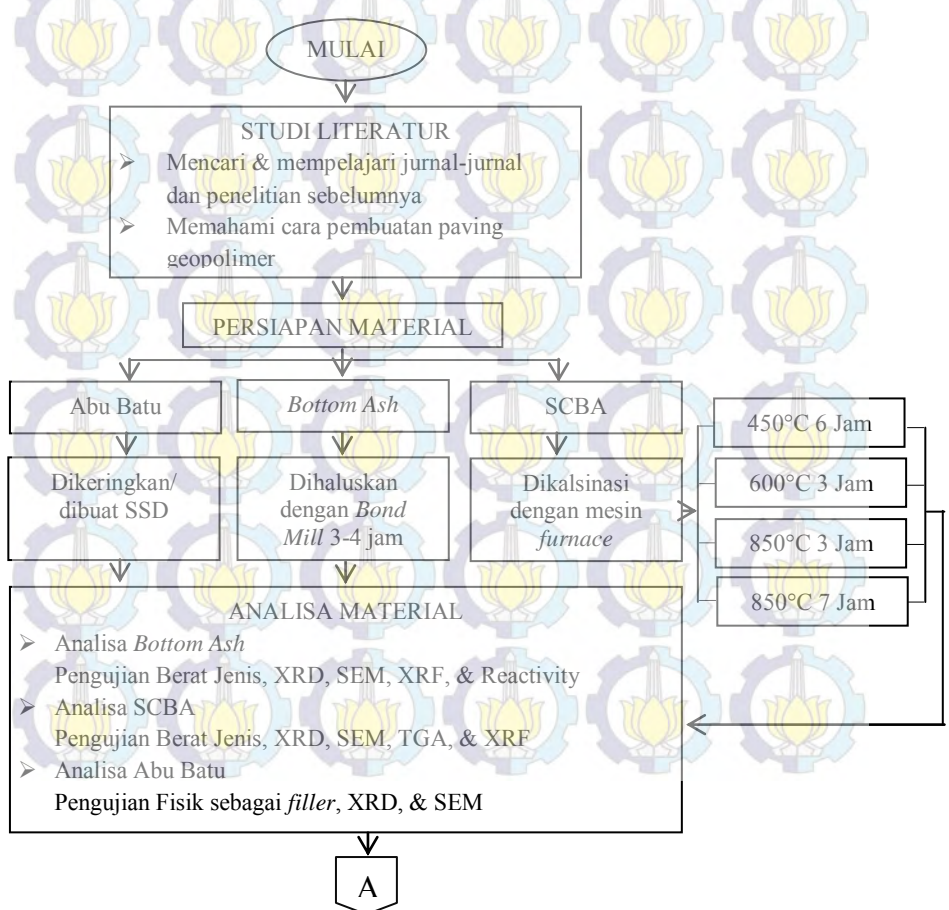 MULAI
STUDI LITERATUR
➢ Mencari & mempelajari jurnal-jurnal
dan penelitian sebelumnya
➢ Memahami cara pembuatan paving
geopolimer
PERSIAPAN MATERIAL
Abu Batu
Bottom Ash
SCBA
Dikeringkan/
dibuat SSD
Dihaluskan
dengan Bond
Mill 3-4 jam
Dikalsinasi
dengan mesin
furnace
450°C 6 Jam
600°C 3 Jam
850°C 3 Jam
850°C 7 Jam
ANALISA MATERIAL
➢ Analisa Bottom Ash
Pengujian Berat Jenis, XRD, SEM, XRF, & Reactivity
➢ Analisa SCBA
Pengujian Berat Jenis, XRD, SEM, TGA, & XRF
➢ Analisa Abu Batu
Pengujian Fisik sebagai filler, XRD, & SEM
A